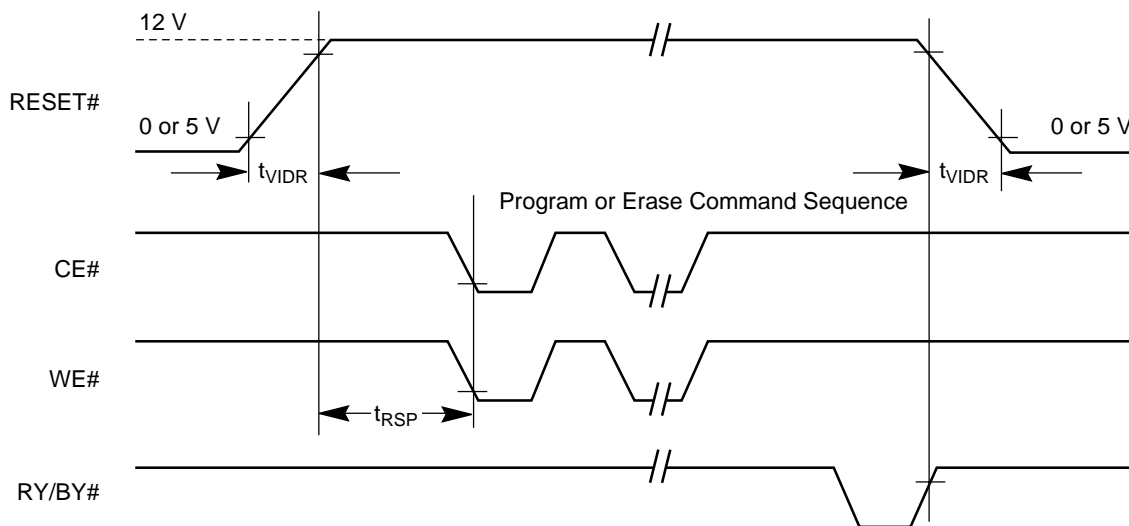 12 V
RESET#
0 or 5 V
0 or 5 V
tVIDR
tVIDR
Program or Erase Command Sequence
CE#
WE#
tRSP
RY/BY#